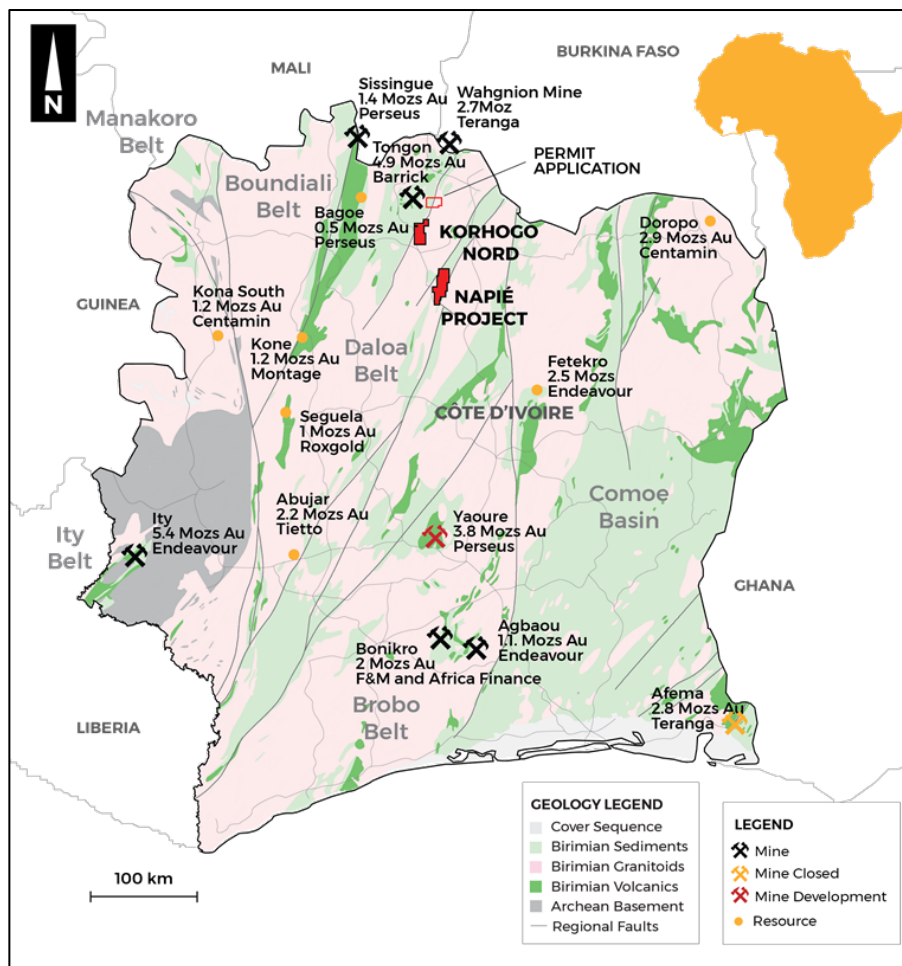 N
MALI
BURKINA FASO
Sissingue
1.4 Mozs Au
Perseus
Wahgnion Mine
2.7Moz
Teranga
Manakoro
Belt
Tongon
4.9 Mozs Au
Barrick
PERMIT
APPLICATION
Boundiali
Belt
Bagoe
0.5 Mozs Au
Perseus
KORHOGO
NORD
Doropo
2.9 Mozs Au
Centamin
GUINEA
Kona South
1.2 Mozs Au
Centamin
NAPIÉ
PROJECT
Kone
1.2 Mozs Au
Montage
Daloa
Belt
Fetekro
2.5 Mozs
Endeavour
CÔTE D'IVOIRE
Seguela
1 Mozs Au
Roxgold
Comoe
Basin
Abujar
2.2 Mozs Au
Tietto
Ity
Belt
Ity
5.4 Mozs Au
Endeavour
Yaoure
3.8 Mozs Au
Perseus
GHANA
Bonikro
2 Mozs Au
F&M and Africa Finance
Agbaou
1.1. Mozs Au
Endeavour
Brobo
Belt
Afema
2.8 Mozs Au
Teranga
LIBERIA
100 km
GEOLOGY LEGEND
Cover Sequence
Birimian Sediments
Birimian Granitoids
Birimian Volcanics
Archean Basement
Regional Faults
LEGEND
Mine
Mine Closed
Mine Development
Resource